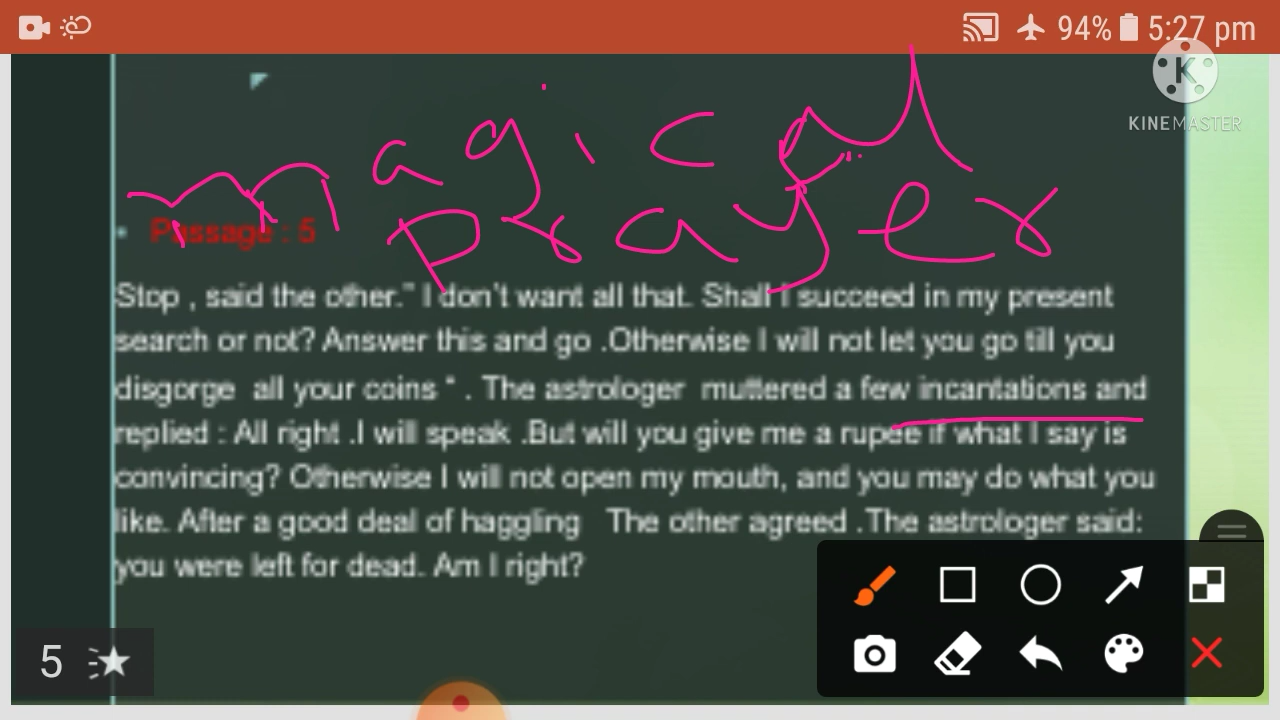 94% 5:27 pm
K
KINEMASTER
magical
prayer
• Passage : 5
Stop , said the other." I don't want all that. Shall I succeed in my present
search or not? Answer this and go .Otherwise I will not let you go till you
disgorge all your coins " . The astrologer muttered a few incantations and
replied : All right .I will speak .But will you give me a rupee if what I say is
convincing? Otherwise I will not open my mouth, and you may do what you
like. After a good deal of haggling The other agreed .The astrologer said:
you were left for dead. Am I right?
5